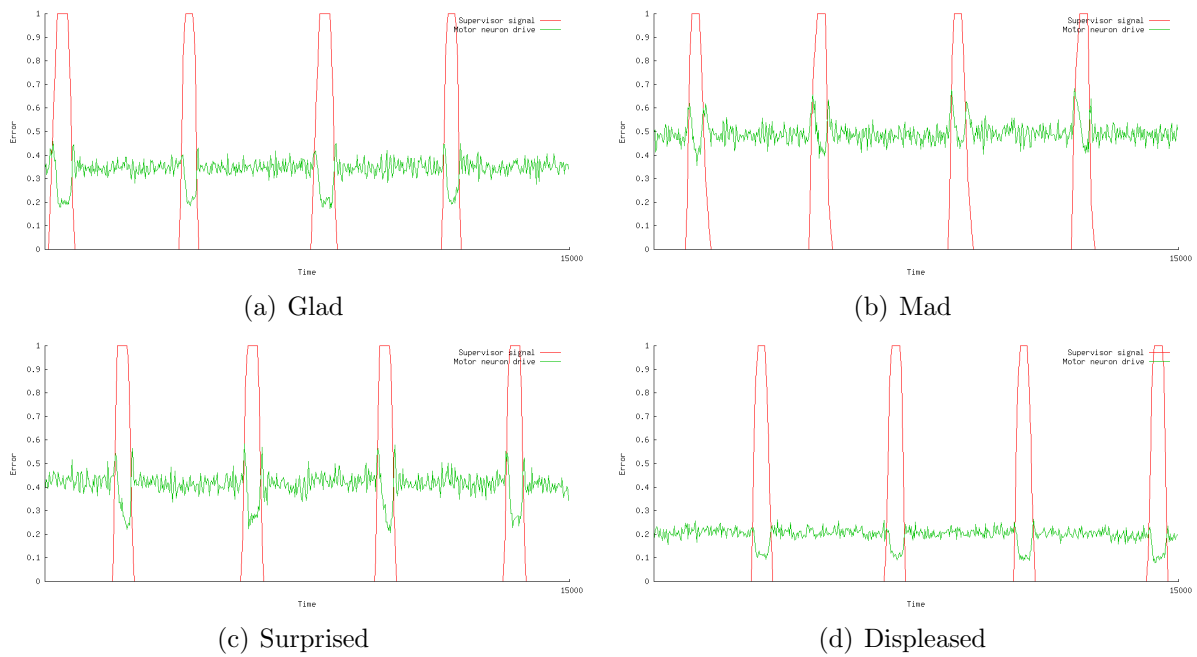 1
0.9
0.8
0.7
0.6
0.5
0.4
0.3
0.2
0.1
0
Error
Supervisor signal
Motor neuron drive
15000
Time
(a) Glad
1
0.9
0.8
0.7
0.6
0.5
0.4
0.3
0.2
0.1
0
Error
Supervisor signal
Motor neuron drive
15000
Time
(b) Mad
1
0.9
0.8
0.7
0.6
0.5
0.4
0.3
0.2
0.1
0
Error
Supervisor signal
Motor neuron drive
15000
Time
(c) Surprised
1
0.9
0.8
0.7
0.6
0.5
0.4
0.3
0.2
0.1
0
Error
Supervisor signal
Motor neuron drive
15000
Time
(d) Displeased